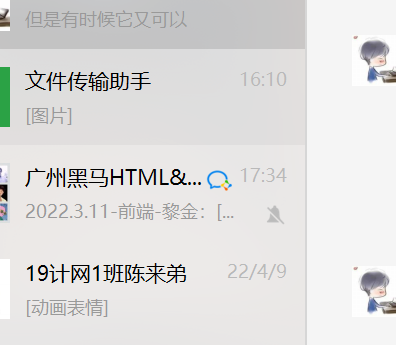 但是有时候它又可以
文件传输助手 16:10
[图片]
广州黑马HTML&... 17:34
2022.3.11-前端-黎金：[...
19计网1班陈来弟 22/4/9
[动画表情]